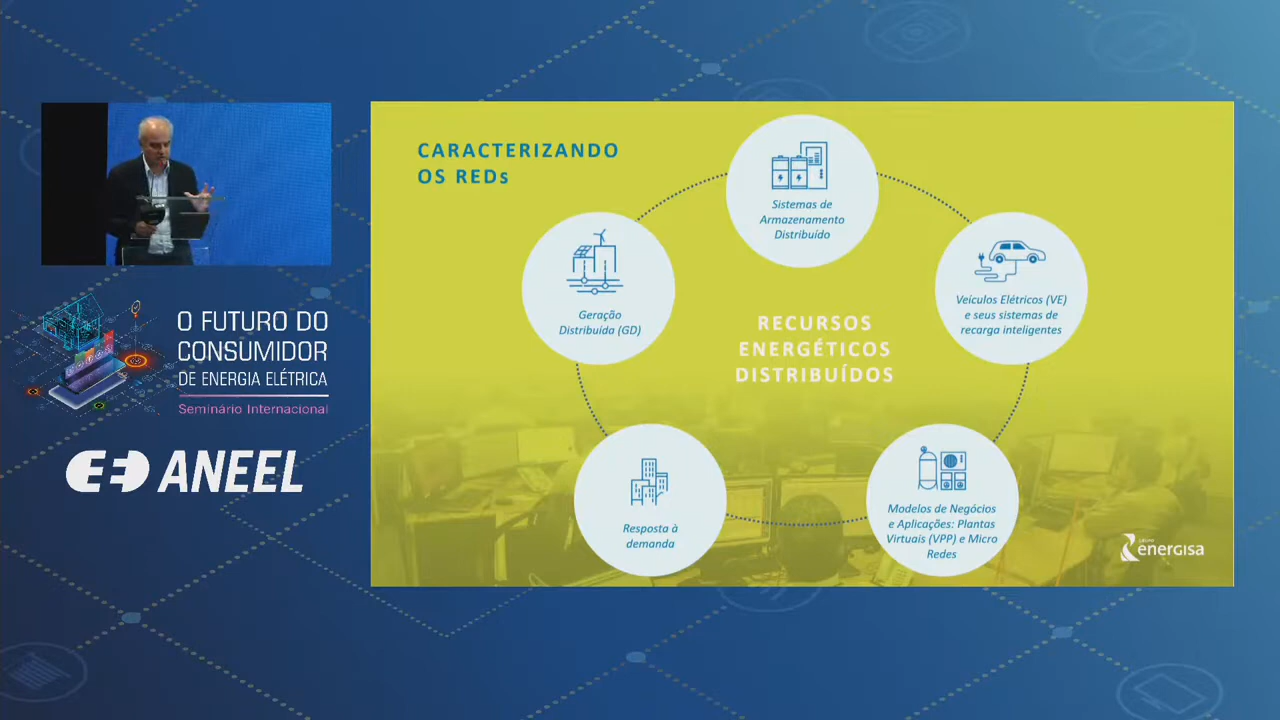 CARACTERIZANDO
OS REDs
Sistemas de
Armazenamento
Distribuído
Geração
Distribuída (GD)
Veículos Elétricos (VE)
e seus sistemas de
recarga inteligentes
RECURSOS
ENERGÉTICOS
DISTRIBUÍDOS
Resposta à
demanda
Modelos de Negócios
e Aplicações: Plantas
Virtuais (VPP) e Micro
Redes
energisa
O FUTURO DO
CONSUMIDOR
DE ENERGIA ELÉTRICA
Seminário Internacional
ANEEL